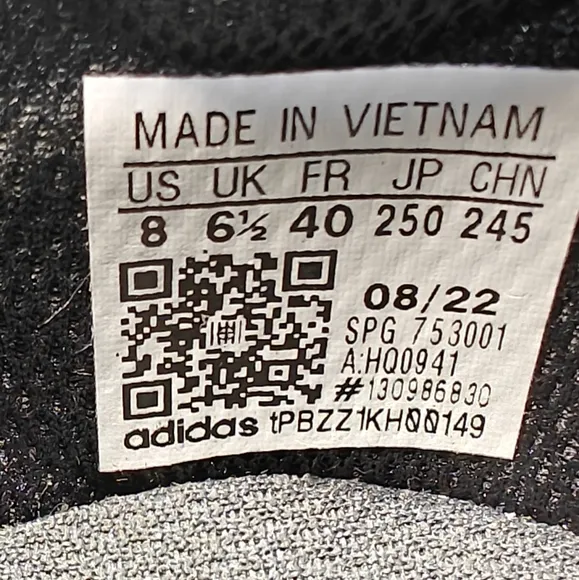 MADE IN VIETNAM
US UK FR JP CHN
8 6½ 40 250 245
08/22
SPG 753001
A:HQ0941
#130986830
adidas tPBZZ1KH00149